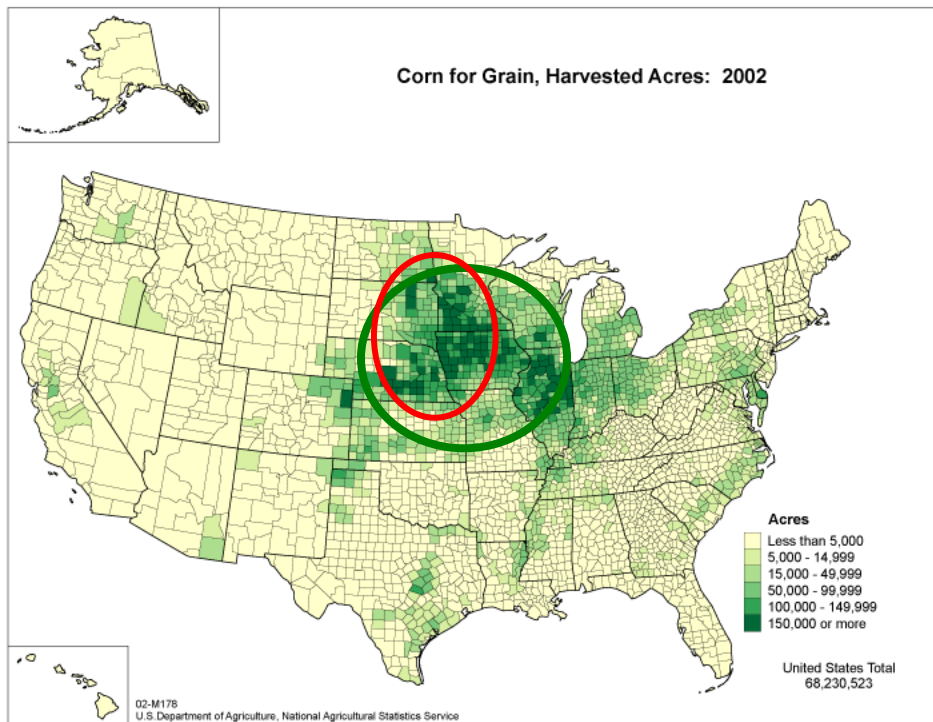 Corn for Grain, Harvested Acres: 2002
Acres
Less than 5,000
5,000 - 14,999
15,000 - 49,999
50,000 - 99,999
100,000 - 149,999
150,000 or more
United States Total
68,230,523
02-M178
U.S.Department of Agriculture, National Agricultural Statistics Service